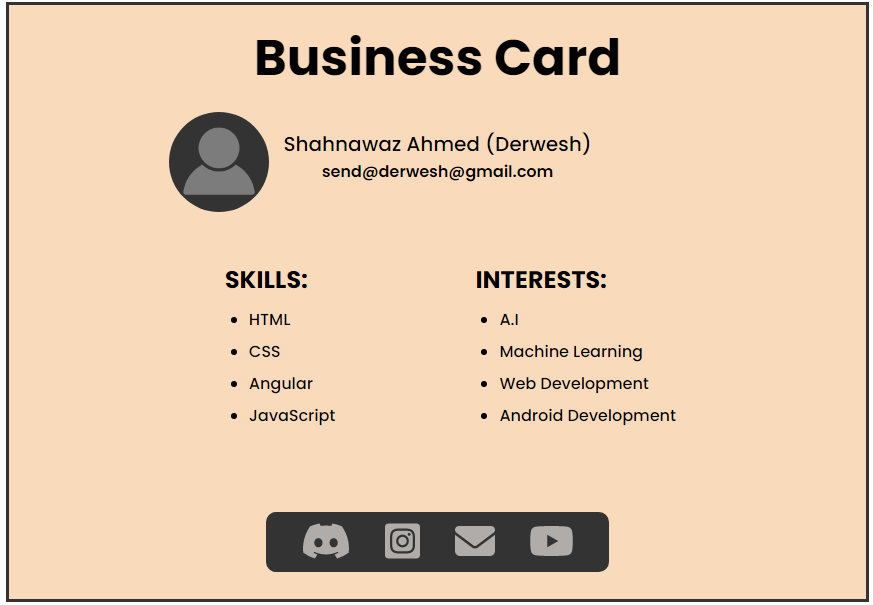 Business Card
Shahnawaz Ahmed (Derwesh)
send@derwesh@gmail.com
SKILLS:
HTML
CSS
Angular
JavaScript
INTERESTS:
A.I
Machine Learning
Web Development
Android Development